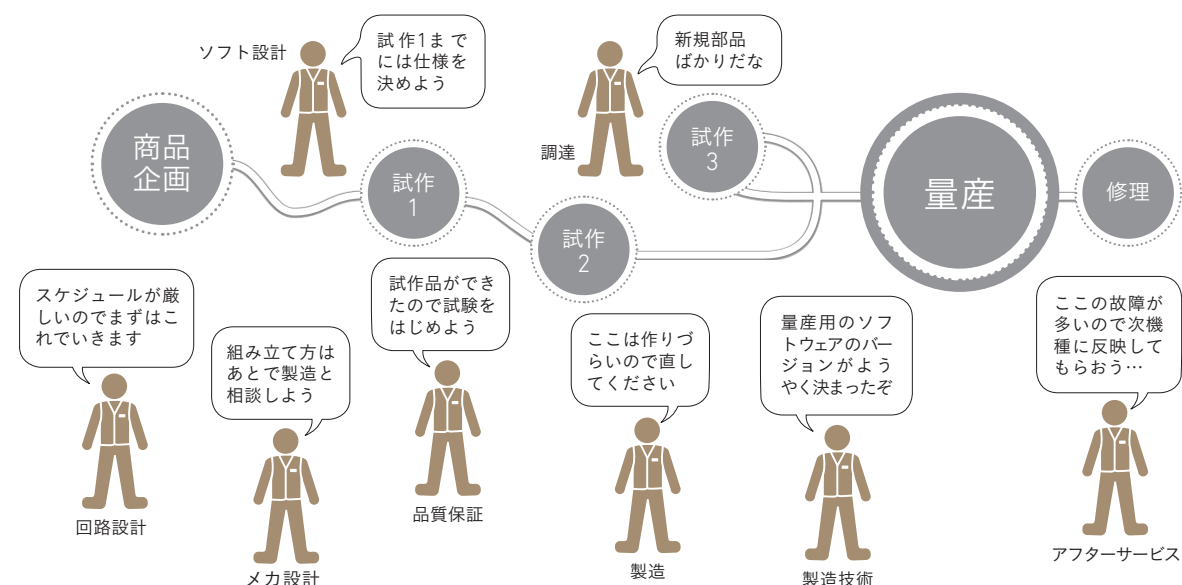 ソフト設計
試作1まで
には仕様を
決めよう
新規部品
ばかりだな
調達
商品
企画
試作
1
試作
2
試作
3
量産
修理
スケジュールが厳
しいのでまずはこ
れでいきます
回路設計
組み立て方は
あとで製造と
相談しよう
メカ設計
試作品ができ
たので試験を
はじめよう
品質保証
ここは作りづ
らいので直し
てください
製造
量産用のソフ
トウェアのバー
ジョンがよう
やく決まったぞ
製造技術
ここの故障が
多いので次機
種に反映して
もらおう…
アフターサービス